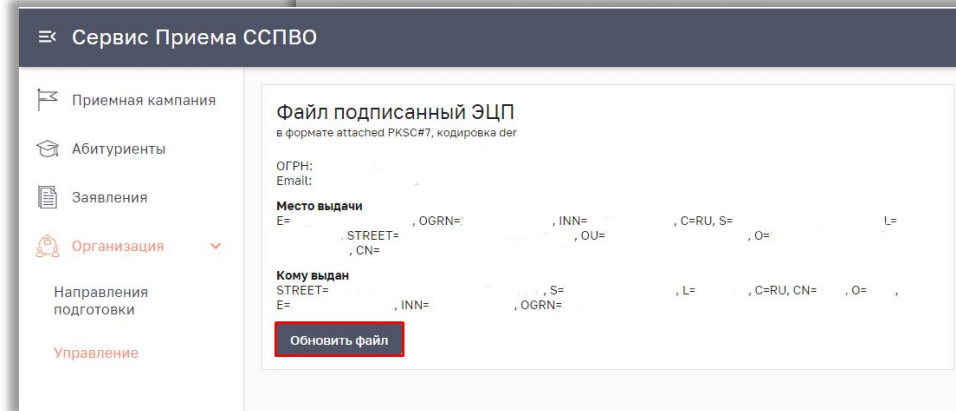 Сервис Приема ССПВО
Приемная кампания
Абитуриенты
Заявления
Организация
Направления
подготовки
Управление
Файл подписанный ЭЦП
в формате attached PKSC#7, кодировка der
ОГРН:
Email:
Место выдачи
E= , OGRN= , INN= , C=RU, S= L=
, STREET= , OU= , O=
, CN=
Кому выдан
STREET= , S= , L= , C=RU, CN= , O= ,
E= , INN= , OGRN=
Обновить файл